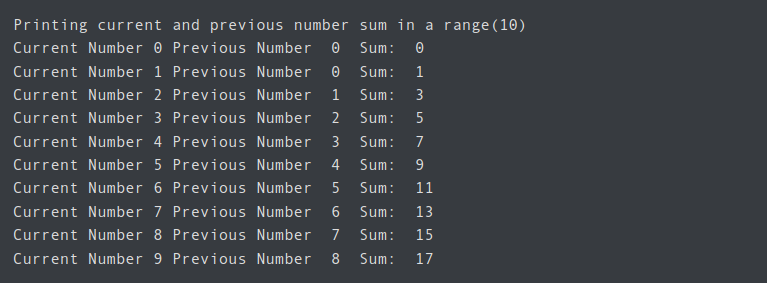 Printing current and previous number sum in a range(10)
Current Number 0 Previous Number  0  Sum:  0
Current Number 1 Previous Number  0  Sum:  1
Current Number 2 Previous Number  1  Sum:  3
Current Number 3 Previous Number  2  Sum:  5
Current Number 4 Previous Number  3  Sum:  7
Current Number 5 Previous Number  4  Sum:  9
Current Number 6 Previous Number  5  Sum:  11
Current Number 7 Previous Number  6  Sum:  13
Current Number 8 Previous Number  7  Sum:  15
Current Number 9 Previous Number  8  Sum:  17